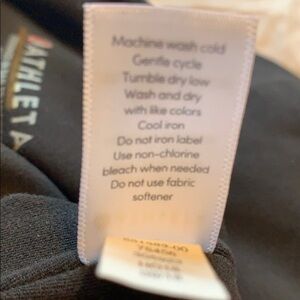 ATHLETA
Machine wash cold
Gentle cycle
Tumble dry low
Wash and dry
with like colors
Cool iron
Do not iron label
Use non-chlorine
bleach when needed
Do not use fabric
softener